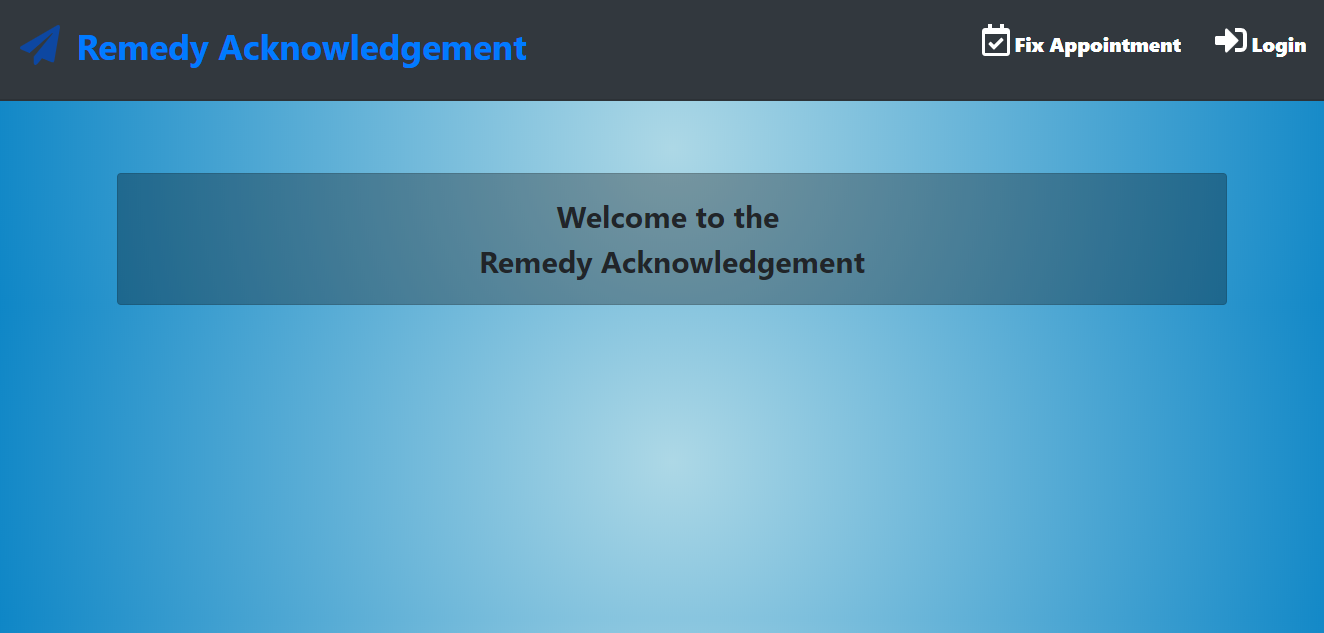 Remedy Acknowledgement
Fix Appointment
Login
Welcome to the
Remedy Acknowledgement